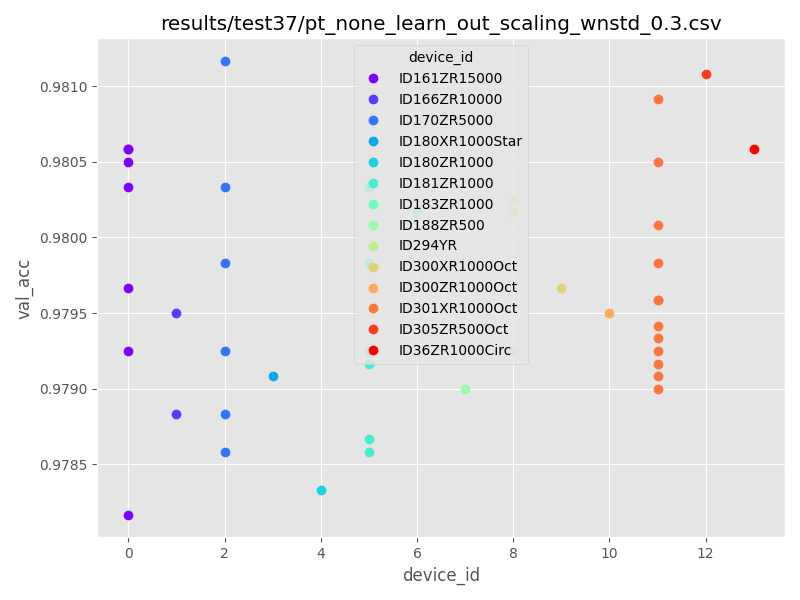 results/test37/pt_none_learn_out_scaling_wnstd_0.3.csv
device_id
ID161ZR15000
ID166ZR10000
ID170ZR5000
ID180XR1000Star
ID180ZR1000
ID181ZR1000
ID183ZR1000
ID188ZR500
ID294YR
ID300XR1000Oct
ID300ZR1000Oct
ID301XR1000Oct
ID305ZR500Oct
ID36ZR1000Circ
0.9810
0.9805
0.9800
0.9795
0.9790
0.9785
val_acc
0 2 4 6 8 10 12
device_id